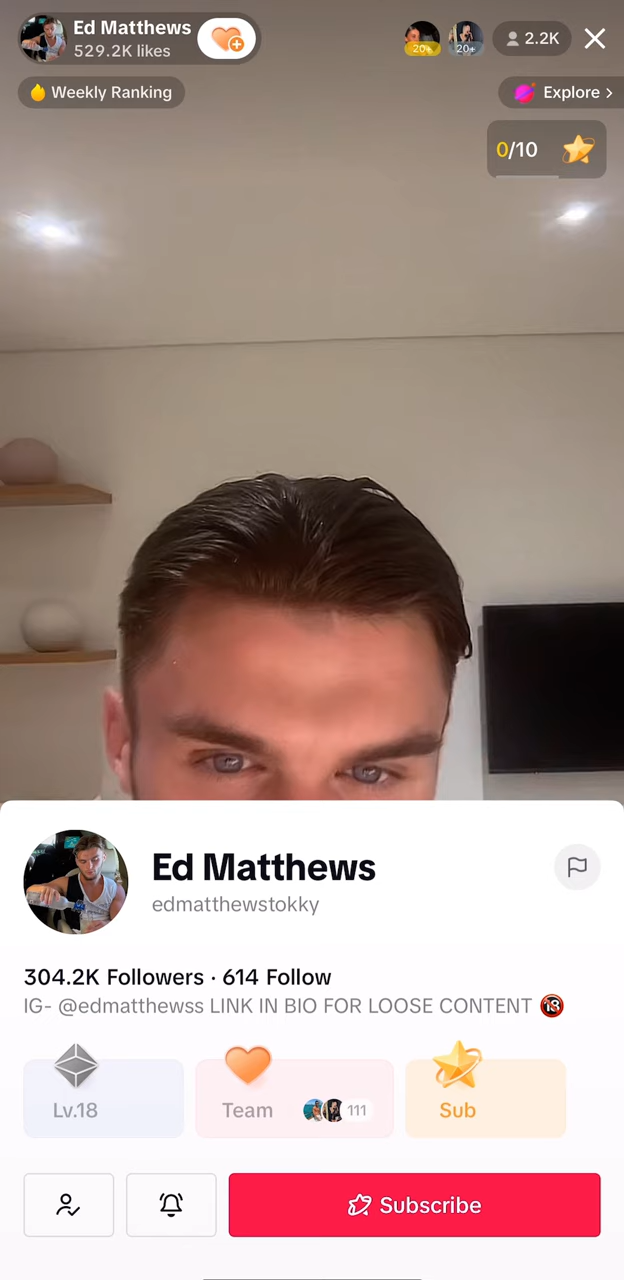 Ed Matthews
529.2K likes
20+
20+
2.2K
Weekly Ranking
Explore >
0/10
Ed Matthews
edmatthewstokky
304.2K Followers · 614 Follow
IG- @edmatthewss LINK IN BIO FOR LOOSE CONTENT 🔞
Lv.18
Team
111
Sub
Subscribe